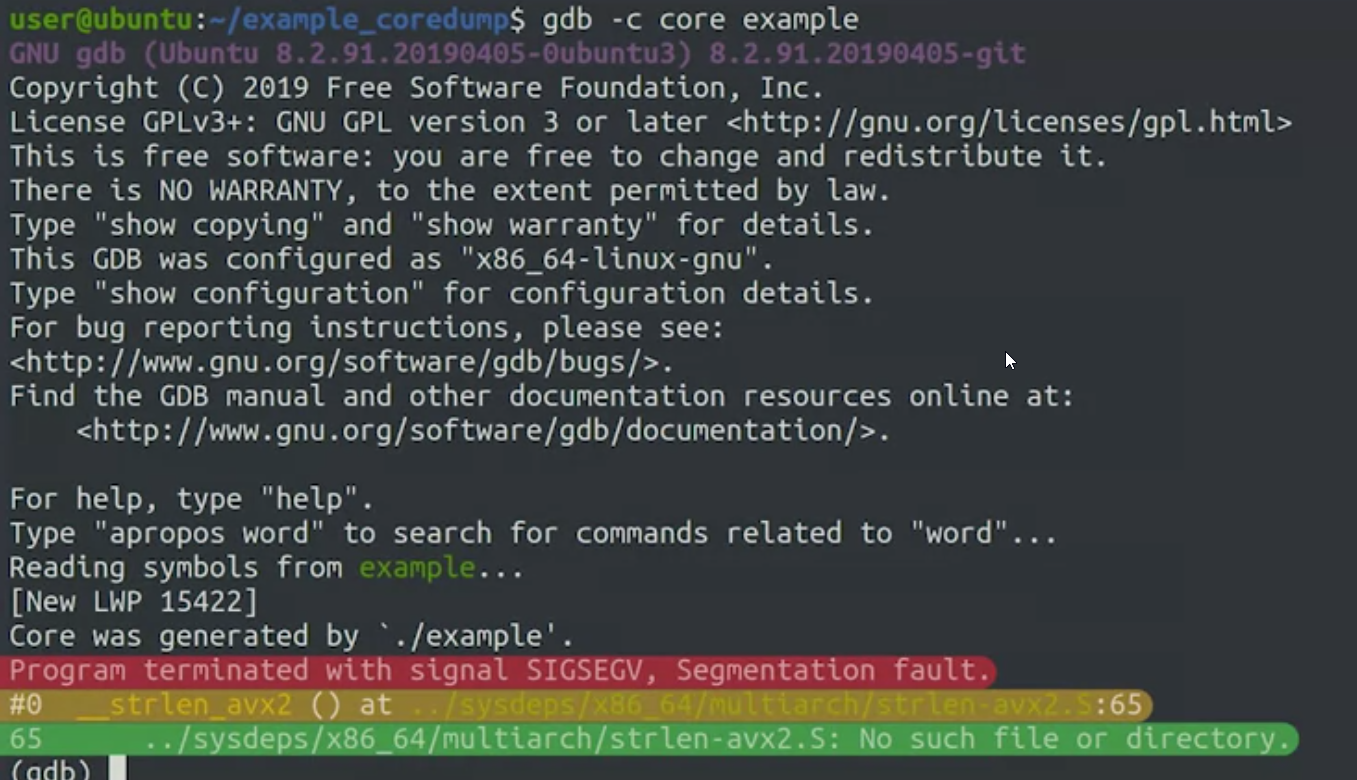 user@ubuntu:~/example_coredump$ gdb -c core example
GNU gdb (Ubuntu 8.2.91.20190405-0ubuntu3) 8.2.91.20190405-git
Copyright (C) 2019 Free Software Foundation, Inc.
License GPLv3+: GNU GPL version 3 or later <http://gnu.org/licenses/gpl.html>
This is free software: you are free to change and redistribute it.
There is NO WARRANTY, to the extent permitted by law.
Type "show copying" and "show warranty" for details.
This GDB was configured as "x86_64-linux-gnu".
Type "show configuration" for configuration details.
For bug reporting instructions, please see:
<http://www.gnu.org/software/gdb/bugs/>.
Find the GDB manual and other documentation resources online at:
    <http://www.gnu.org/software/gdb/documentation/>.

For help, type "help".
Type "apropos word" to search for commands related to "word"...
Reading symbols from example...
[New LWP 15422]
Core was generated by `./example'.
Program terminated with signal SIGSEGV, Segmentation fault.
#0  __strlen_avx2 () at ../sysdeps/x86_64/multiarch/strlen-avx2.S:65
65      ../sysdeps/x86_64/multiarch/strlen-avx2.S: No such file or directory.
(gdb)